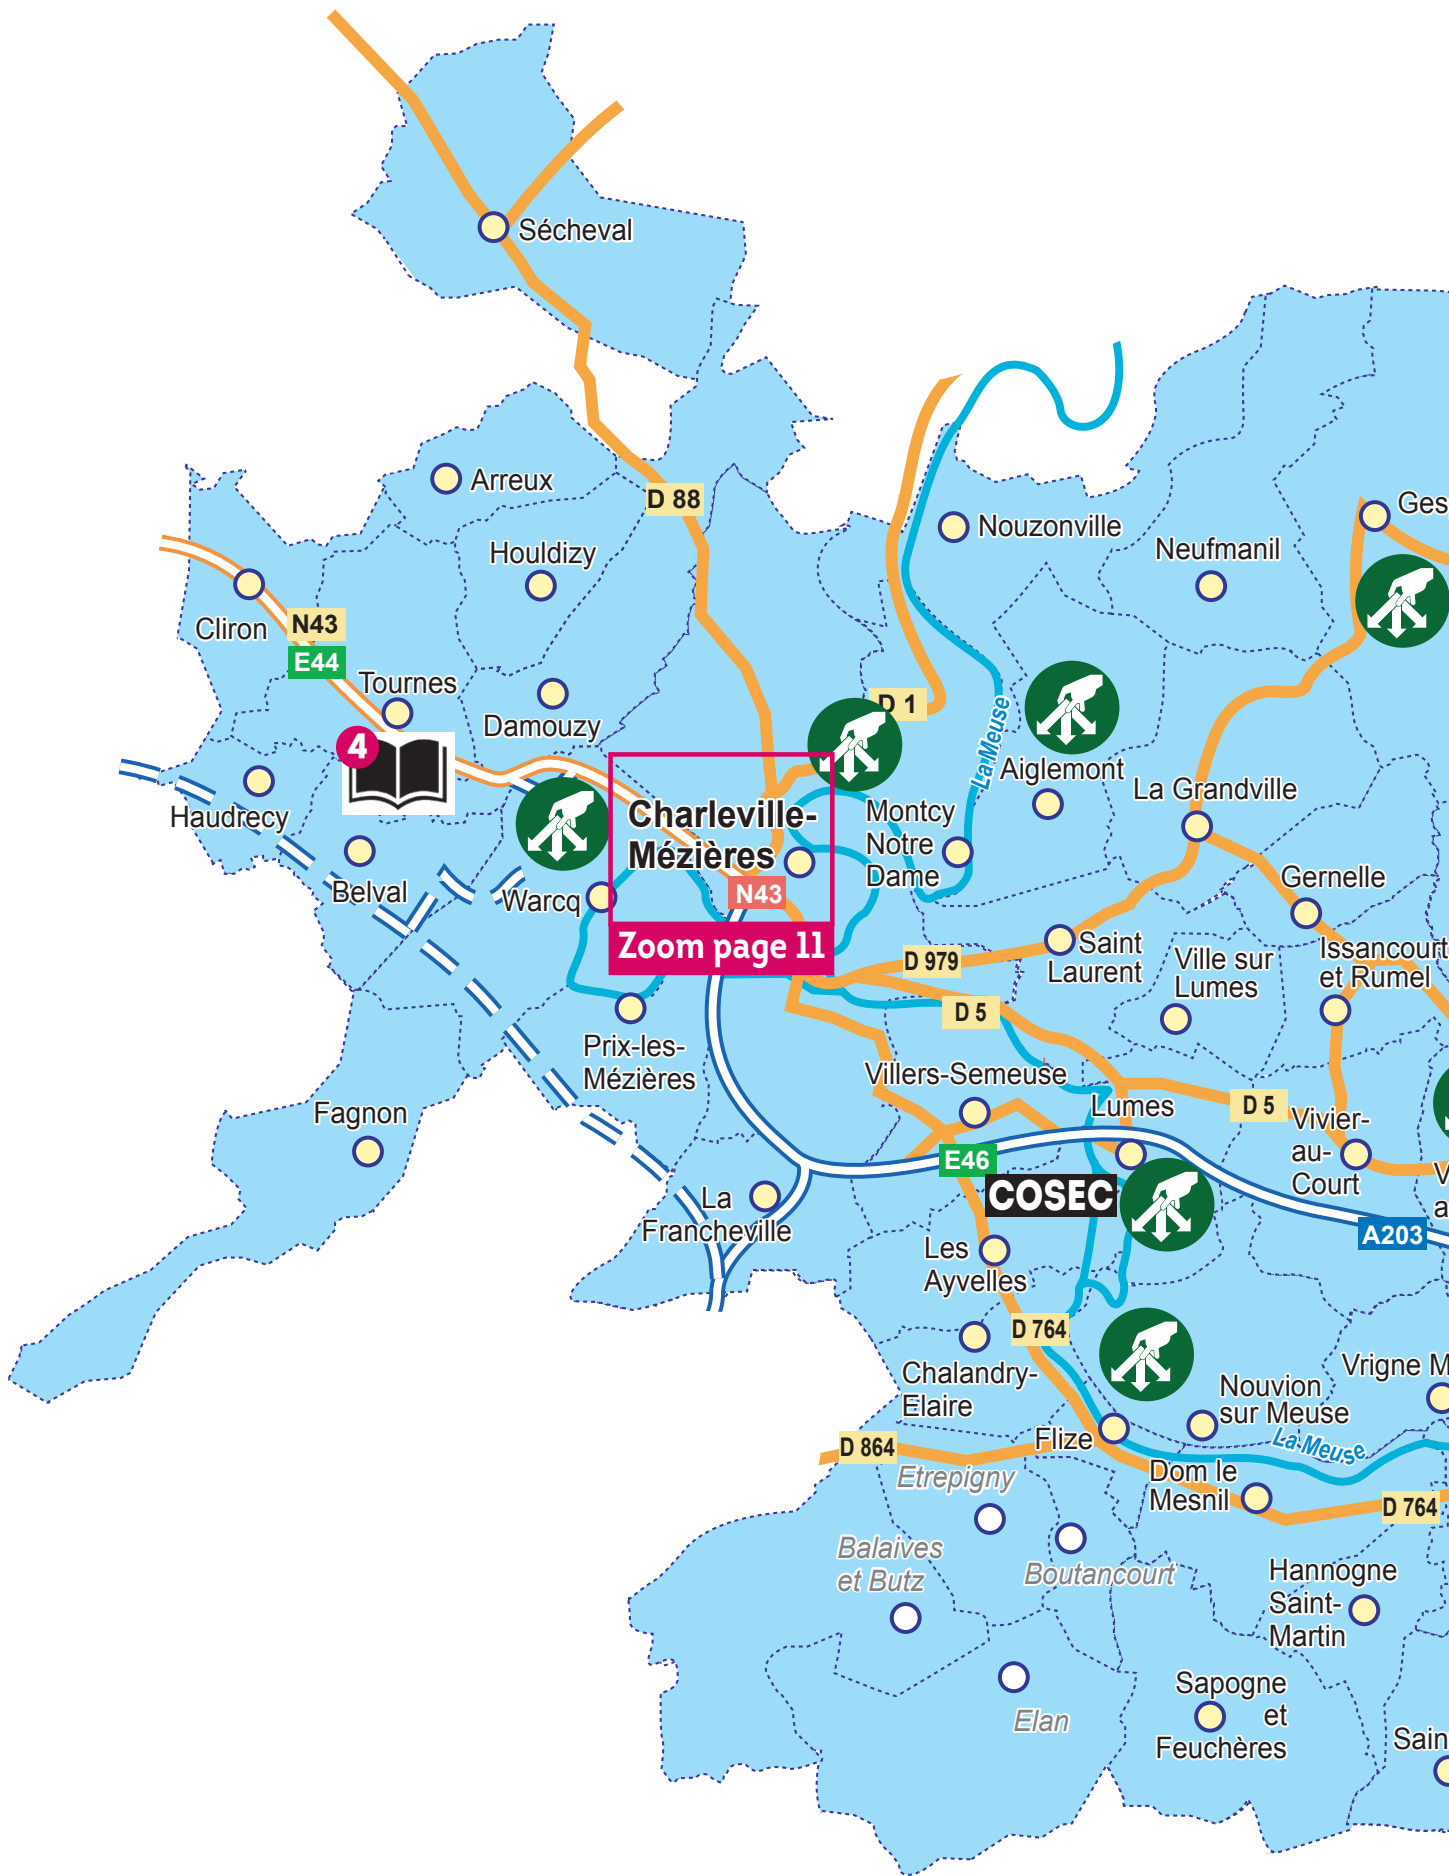 Sécheval
Arreux
D 88
Houldizy
Nouzonville
Ges
Neufmanil
Cliron
N43
E44
Tournes
Damouzy
D 1
La Meuse
4
Aiglemont
La Grandville
Haudrecy
Charleville-
Mézières
Montcy
Notre
Dame
Belval
Warcq
N43
Gernelle
Zoom page 11
D 979
Saint
Laurent
Ville sur
Lumes
Issancourt
et Rumel
D 5
Prix-les-
Mézières
Villers-Semeuse
Lumes
D 5
Vivier-
au-
Court
Fagnon
E46
COSEC
La
Francheville
V
a
A203
Les
Ayvelles
D 764
Chalandry-
Elaire
Vrigne M
Nouvion
sur Meuse
Flize
La Meuse
D 864
Etrepigny
Dom le
Mesnil
D 764
Balaives
et Butz
Boutancourt
Hannogne
Saint-
Martin
Elan
Sapogne
et
Feuchères
Sain